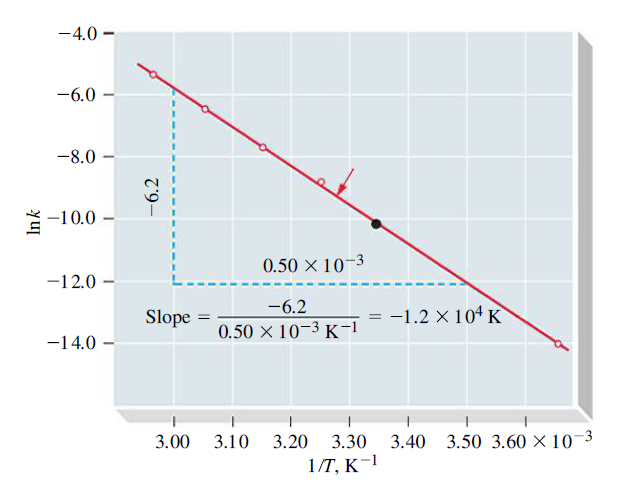 −4.0
−6.0
−8.0
−10.0
−12.0
−14.0
ln k
−6.2
0.50 × 10−3
Slope = −6.2 / 0.50 × 10−3 K−1 = −1.2 × 104 K
3.00 3.10 3.20 3.30 3.40 3.50 3.60 × 10−3
1/T, K−1